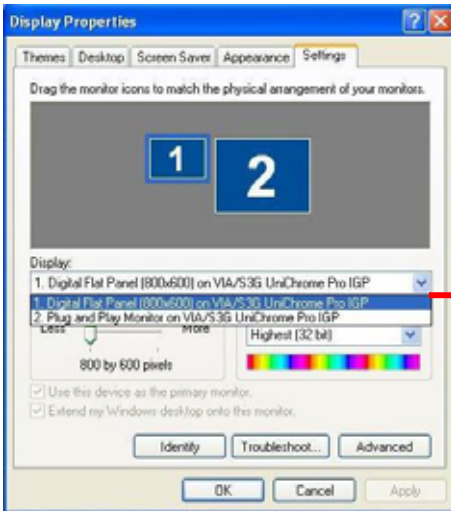 Display Properties
Themes Desktop Screen Saver Appearance Settings
Drag the monitor icons to match the physical arrangement of your monitors.
1
2
Display:
1. Digital Flat Panel (800x600) on VIA/S3G UniChrome Pro IGP
1. Digital Flat Panel (800x600) on VIA/S3G UniChrome Pro IGP
2. Plug and Play Monitor on VIA/S3G UniChrome Pro IGP
Less More Highest (32 bit)
800 by 600 pixels
Use this device as the primary monitor.
Extend my Windows desktop onto this monitor.
Identify Troubleshoot... Advanced
OK Cancel Apply